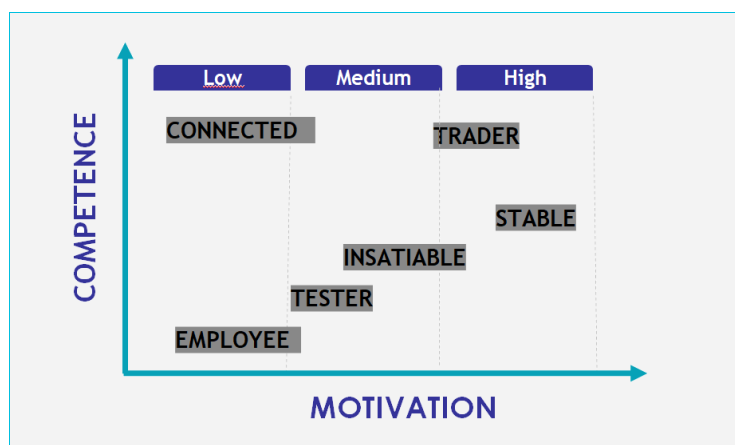 Low
Medium
High
CONNECTED
TRADER
STABLE
INSATIABLE
TESTER
EMPLOYEE
COMPETENCE
MOTIVATION